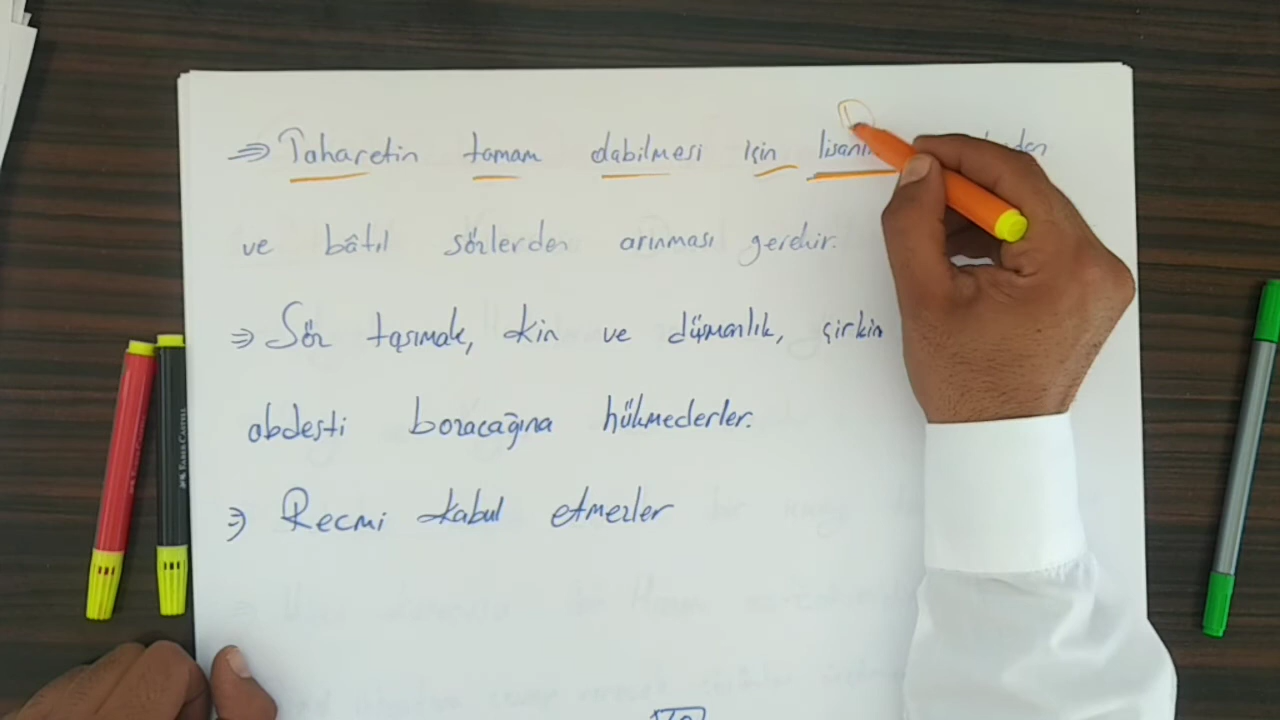 ⇒ Taharetin tamam olabilmesi için
ve bâtıl sözlerden arınması gerekir.
⇒ Söz taşımak, kin ve düşmanlık, çirkin
abdesti bozacağına hükmederler.
⇒ Recmi kabul etmezler